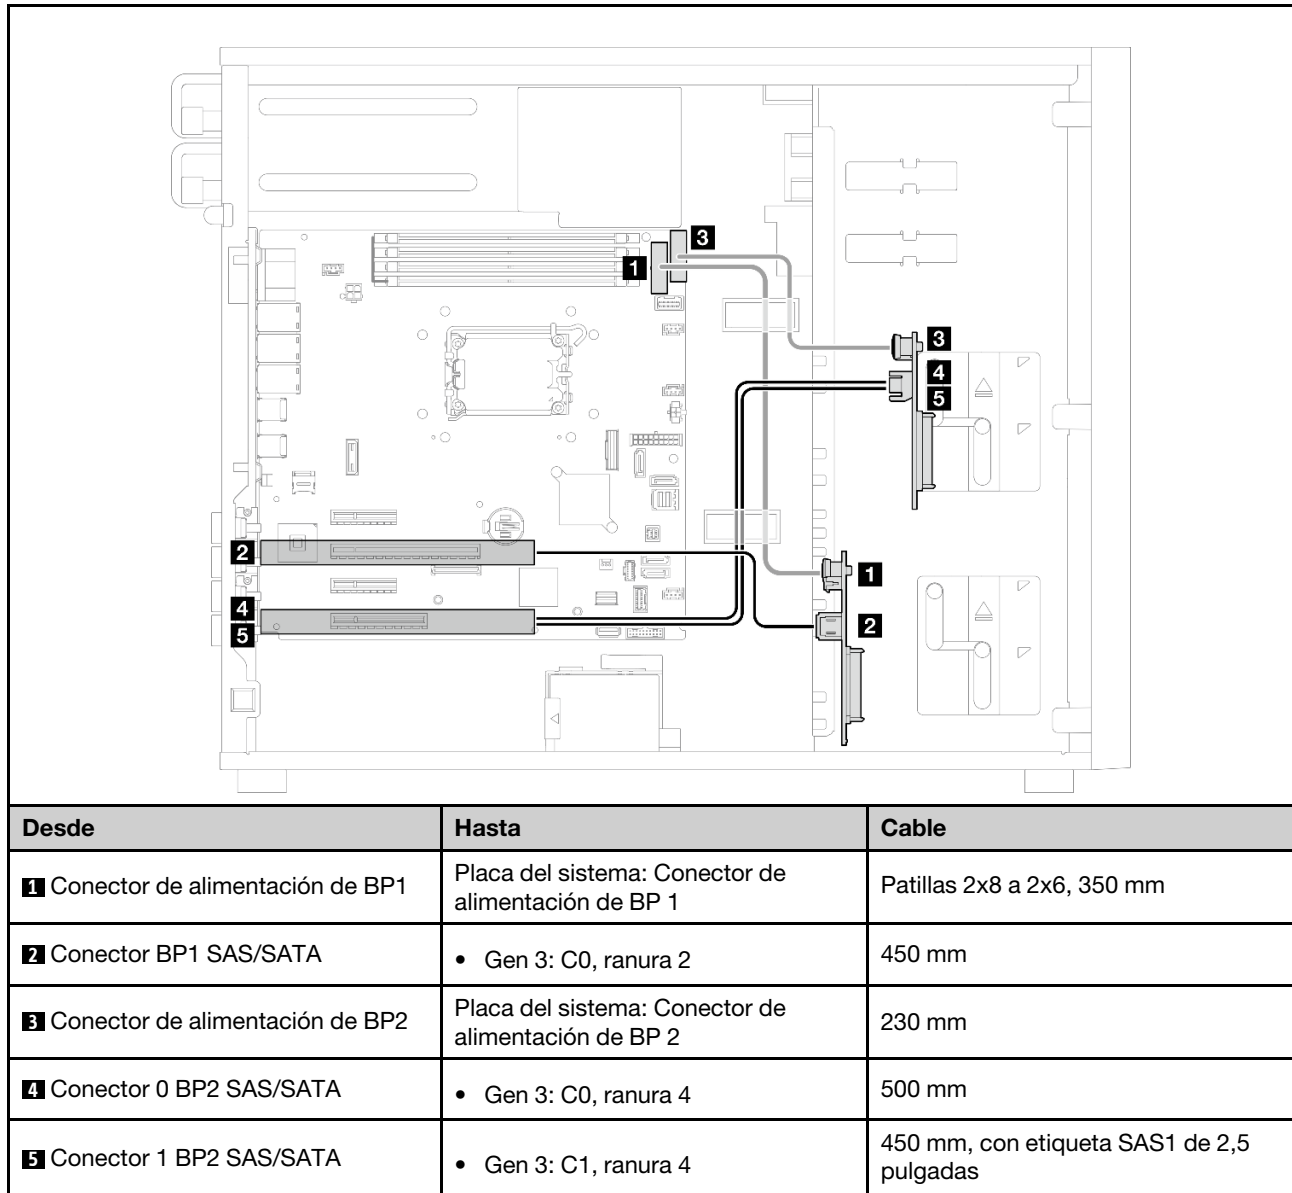 3
1
3
4
5
2
1
4
5
2
Desde Hasta Cable
1 Conector de alimentación de BP1 Placa del sistema: Conector de alimentación de BP 1 Patillas 2x8 a 2x6, 350 mm
2 Conector BP1 SAS/SATA • Gen 3: C0, ranura 2 450 mm
3 Conector de alimentación de BP2 Placa del sistema: Conector de alimentación de BP 2 230 mm
4 Conector 0 BP2 SAS/SATA • Gen 3: C0, ranura 4 500 mm
5 Conector 1 BP2 SAS/SATA • Gen 3: C1, ranura 4 450 mm, con etiqueta SAS1 de 2,5 pulgadas